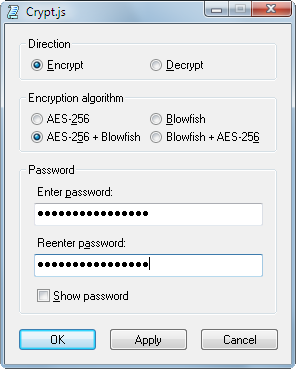 Crypt.js
Direction
Encrypt Decrypt
Encryption algorithm
AES-256 Blowfish
AES-256 + Blowfish Blowfish + AES-256
Password
Enter password:
●●●●●●●●●●●●●●●●
Reenter password:
●●●●●●●●●●●●●●●●
Show password
OK Apply Cancel